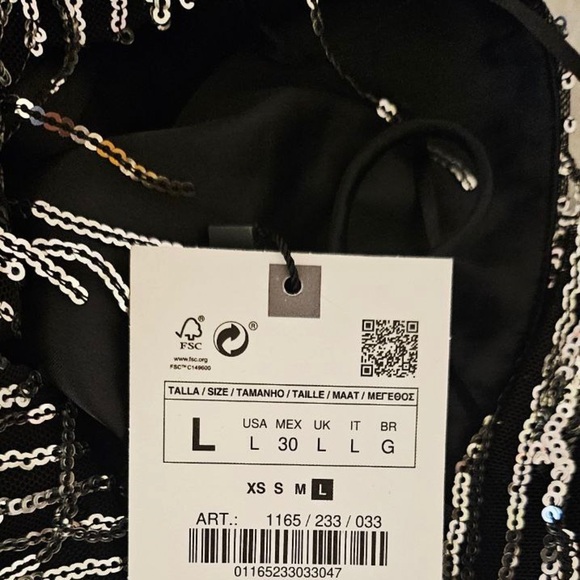 FSC®
www.fsc.org
FSC™ C149600
®
TALLA / SIZE / TAMANHO / TAILLE / MAAT / ΜΕΓΕΘΟΣ
L
USA MEX UK IT BR
L 30 L L G
XS S M L
ART.: 1165 / 233 / 033
01165233033047